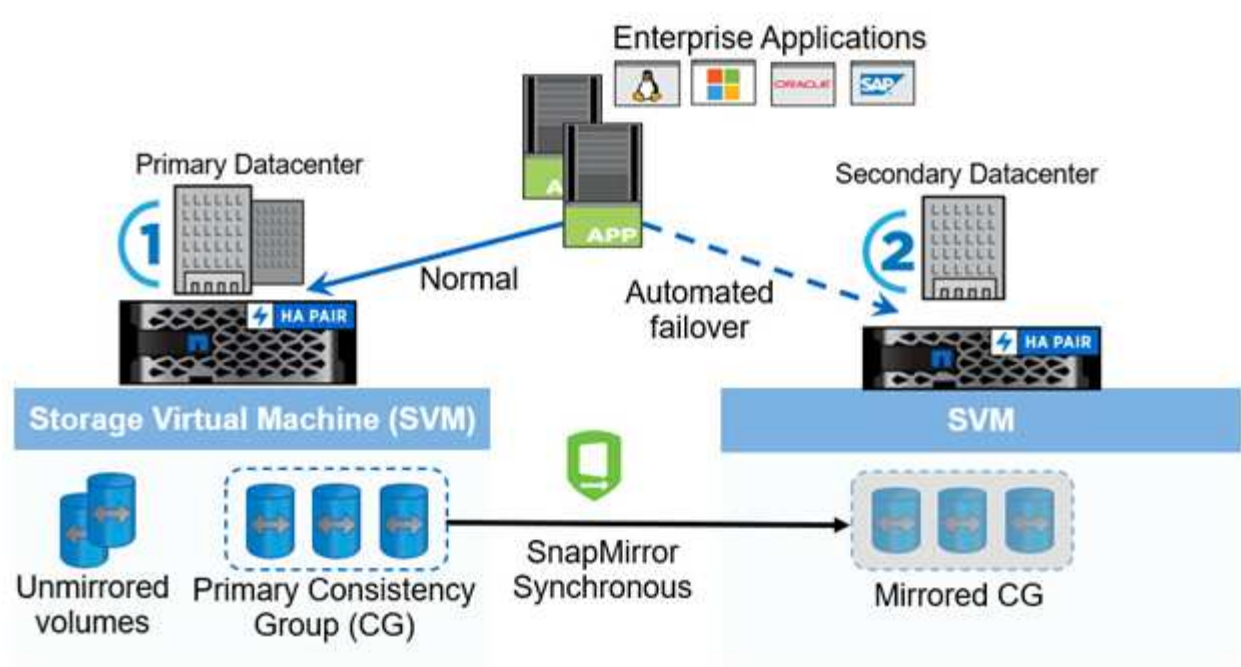 Enterprise Applications
ORACLE
SAP
Primary Datacenter
Secondary Datacenter
1
A
APP
2
Normal
Automated
failover
HA PAIR
HA PAIR
Storage Virtual Machine (SVM)
SVM
Unmirrored
volumes
Primary Consistency
Group (CG)
SnapMirror
Synchronous
Mirrored CG